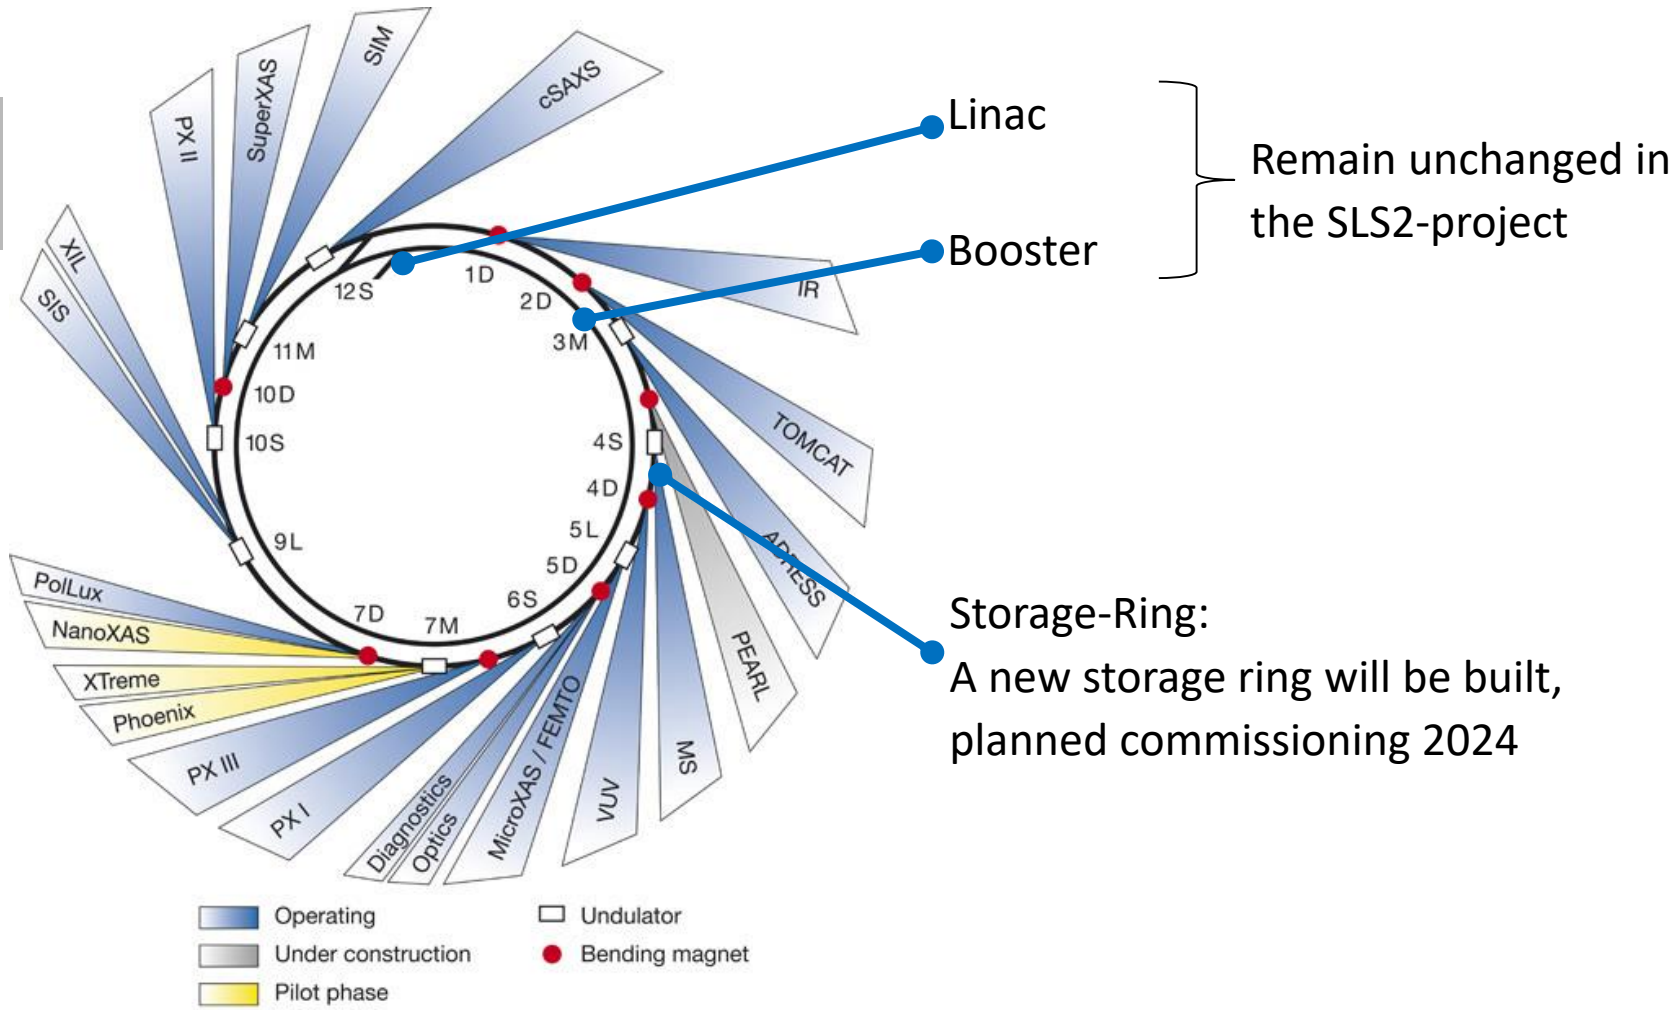 SIM
cSAXS
SuperXAS
PX II
XIL
SIS
Linac
Booster
Remain unchanged in
the SLS2-project
IR
TOMCAT
ADRESS
PEARL
MS
VUV
MicroXAS / FEMTO
Optics
Diagnostics
PX I
PX III
Phoenix
XTreme
NanoXAS
PolLux
12S
1D
2D
3M
4S
4D
5L
5D
6S
7M
7D
9L
10S
10D
11M
Storage-Ring:
A new storage ring will be built,
planned commissioning 2024
Operating
Under construction
Pilot phase
Undulator
Bending magnet